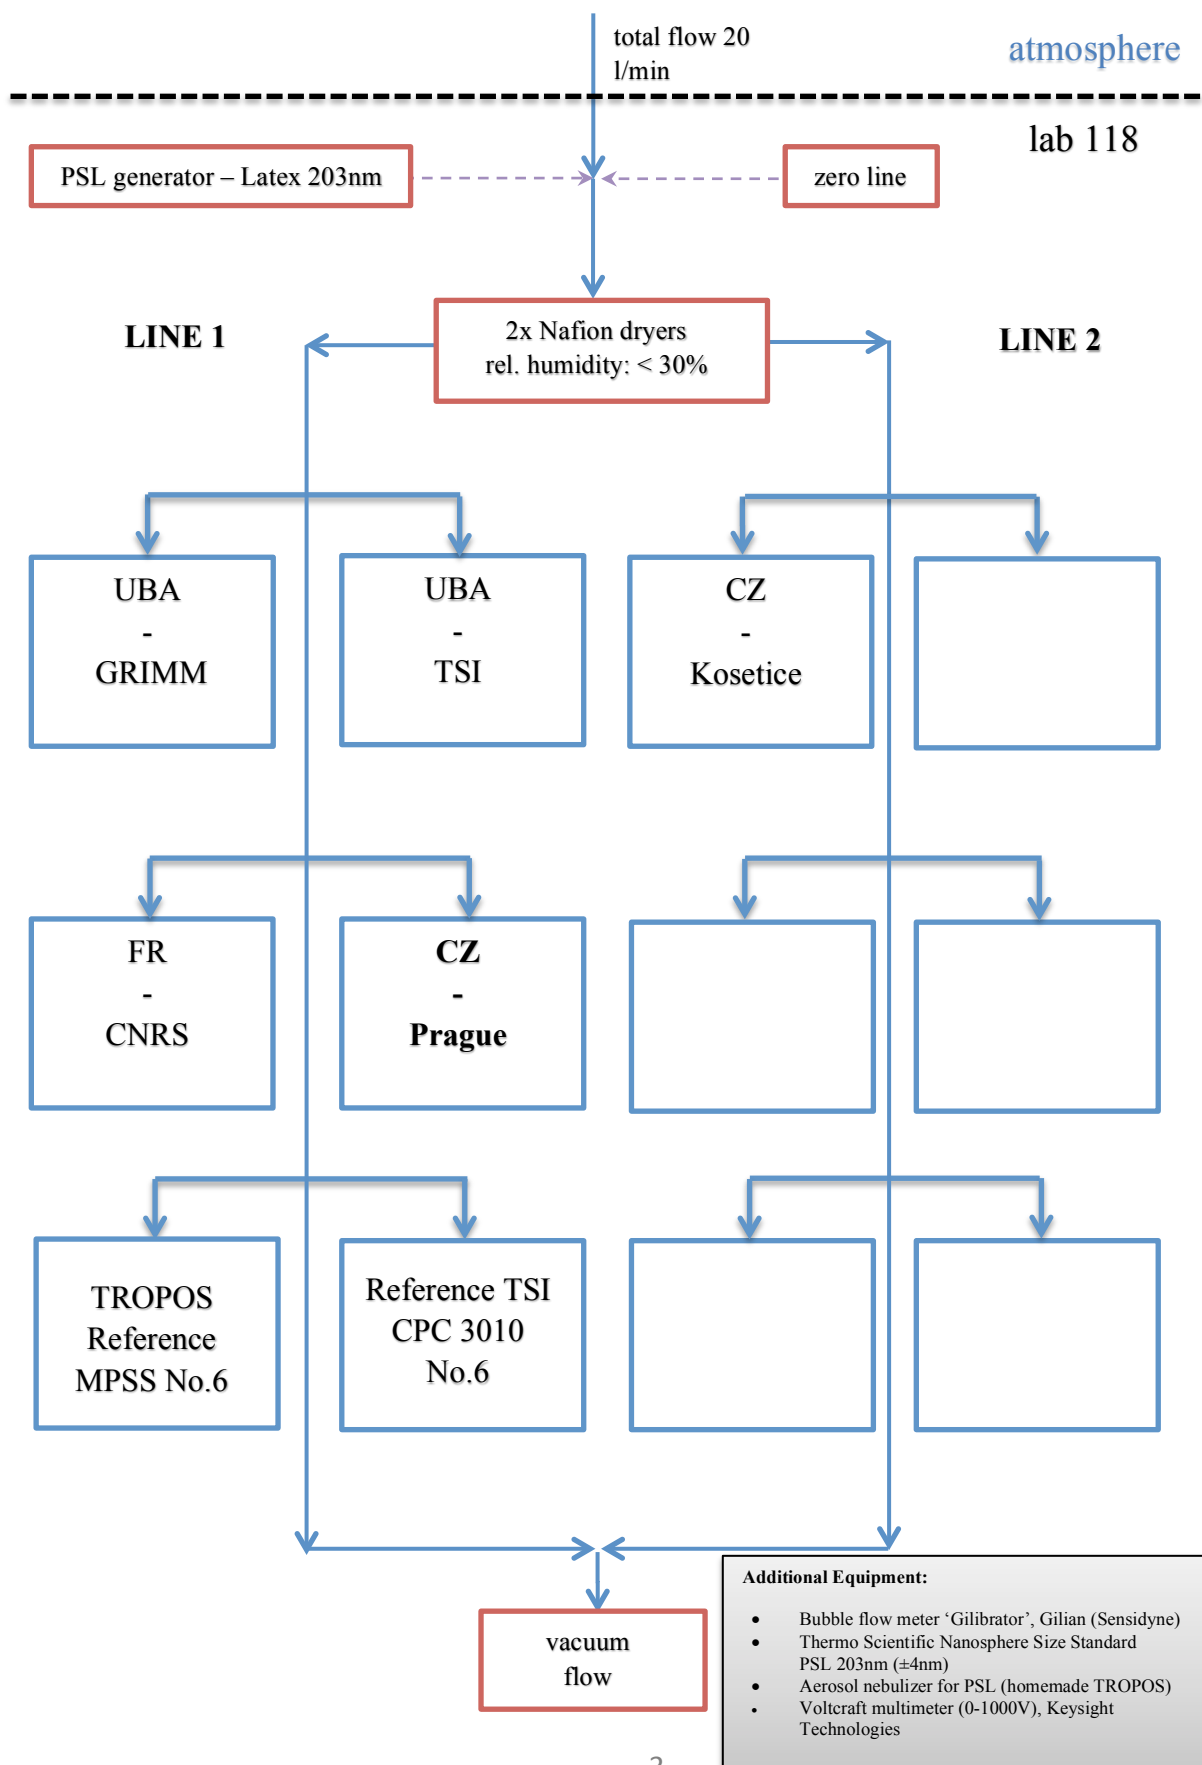 total flow 20
l/min
atmosphere
lab 118
PSL generator – Latex 203nm
zero line
LINE 1
2x Nafion dryers
rel. humidity: < 30%
LINE 2
UBA
-
GRIMM
UBA
-
TSI
CZ
-
Kosetice
FR
-
CNRS
CZ
-
Prague
TROPOS
Reference
MPSS No.6
Reference TSI
CPC 3010
No.6
vacuum
flow
Additional Equipment:
• Bubble flow meter ‘Gilibrator’, Gilian (Sensidyne)
• Thermo Scientific Nanosphere Size Standard
PSL 203nm (±4nm)
• Aerosol nebulizer for PSL (homemade TROPOS)
• Voltcraft multimeter (0-1000V), Keysight
Technologies